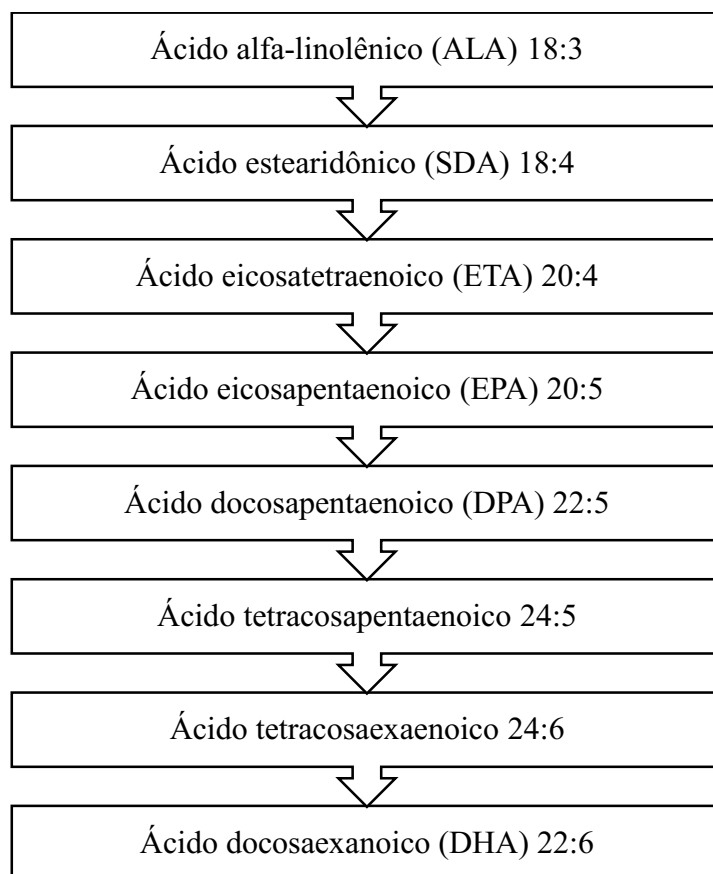 Ácido alfa-linolênico (ALA) 18:3
Ácido estearidônico (SDA) 18:4
Ácido eicosatetraenoico (ETA) 20:4
Ácido eicosapentaenoico (EPA) 20:5
Ácido docosapentaenoico (DPA) 22:5
Ácido tetracosapentaenoico 24:5
Ácido tetracosaexaenoico 24:6
Ácido docosaexanoico (DHA) 22:6